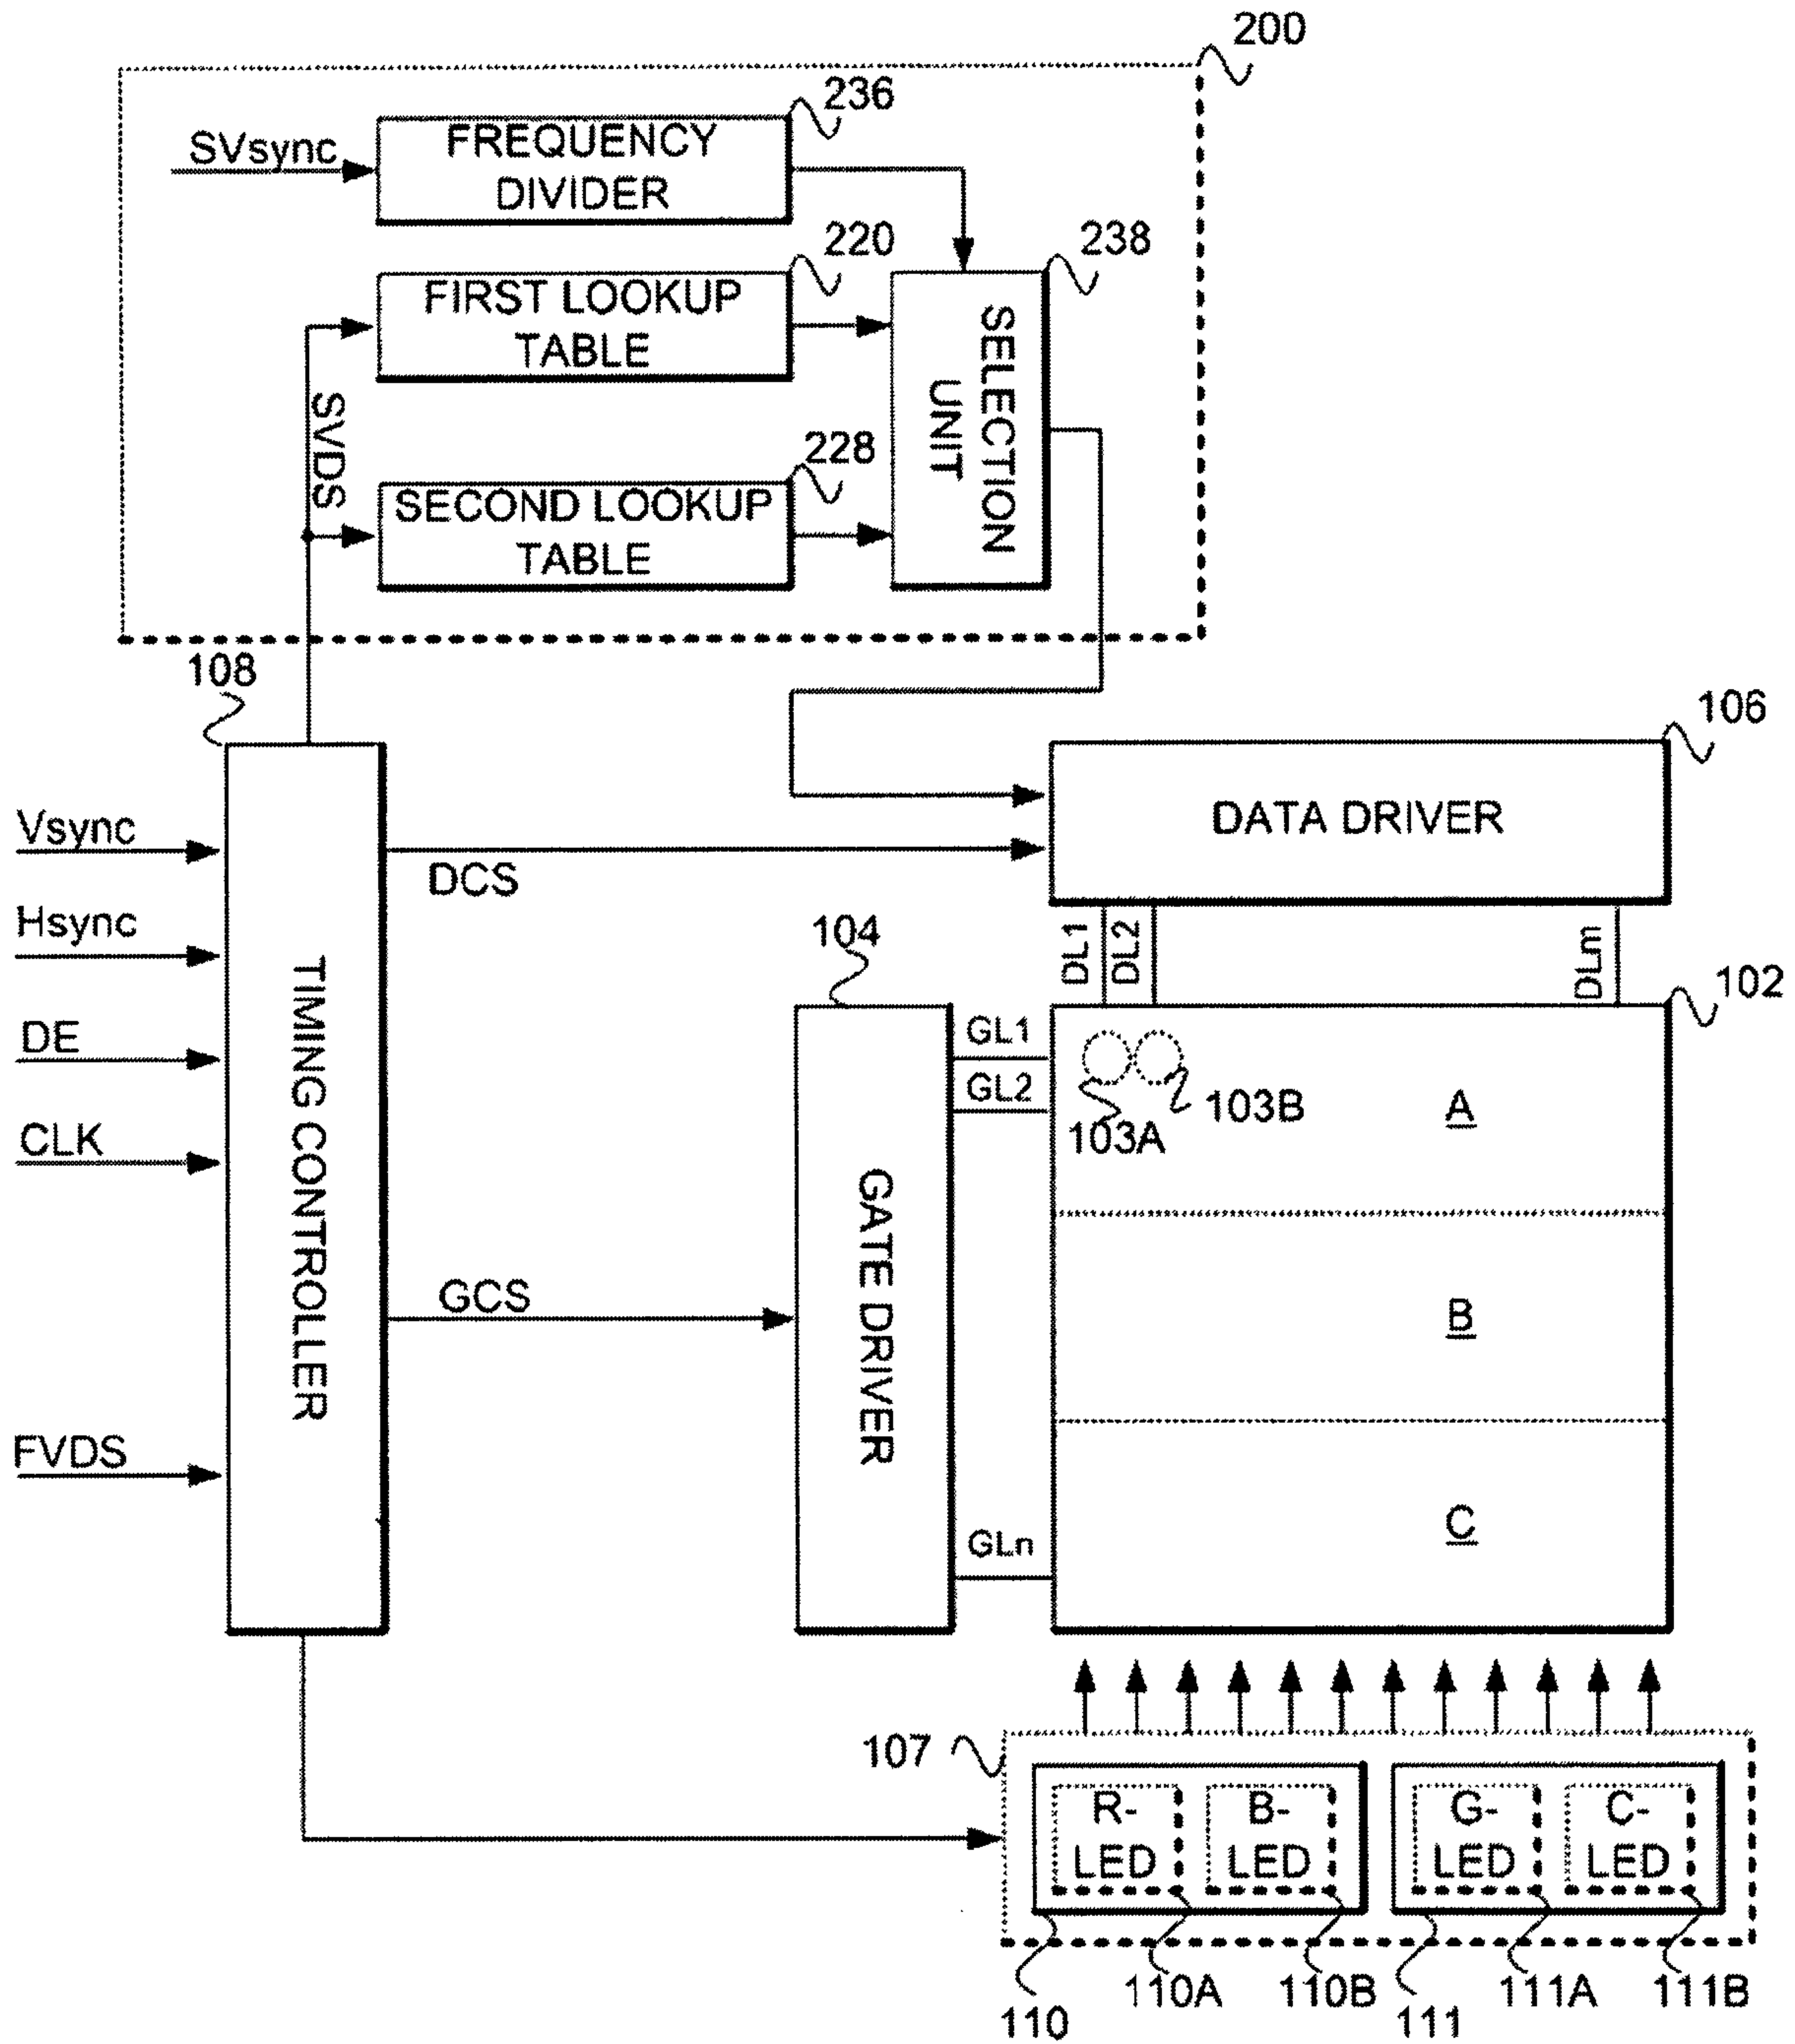 200
236
SVsync
FREQUENCY
DIVIDER
220
238
FIRST LOOKUP
TABLE
SELECTION
UNIT
SVDS
228
SECOND LOOKUP
TABLE
108
106
Vsync
DATA DRIVER
DCS
Hsync
104
DL1
DL2
DLm
102
TIMING CONTROLLER
DE
GL1
GL2
103B
103A
A
CLK
GATE DRIVER
GCS
B
FVDS
C
GLn
107
R-
LED
B-
LED
G-
LED
C-
LED
110
110A
110B
111
111A
111B